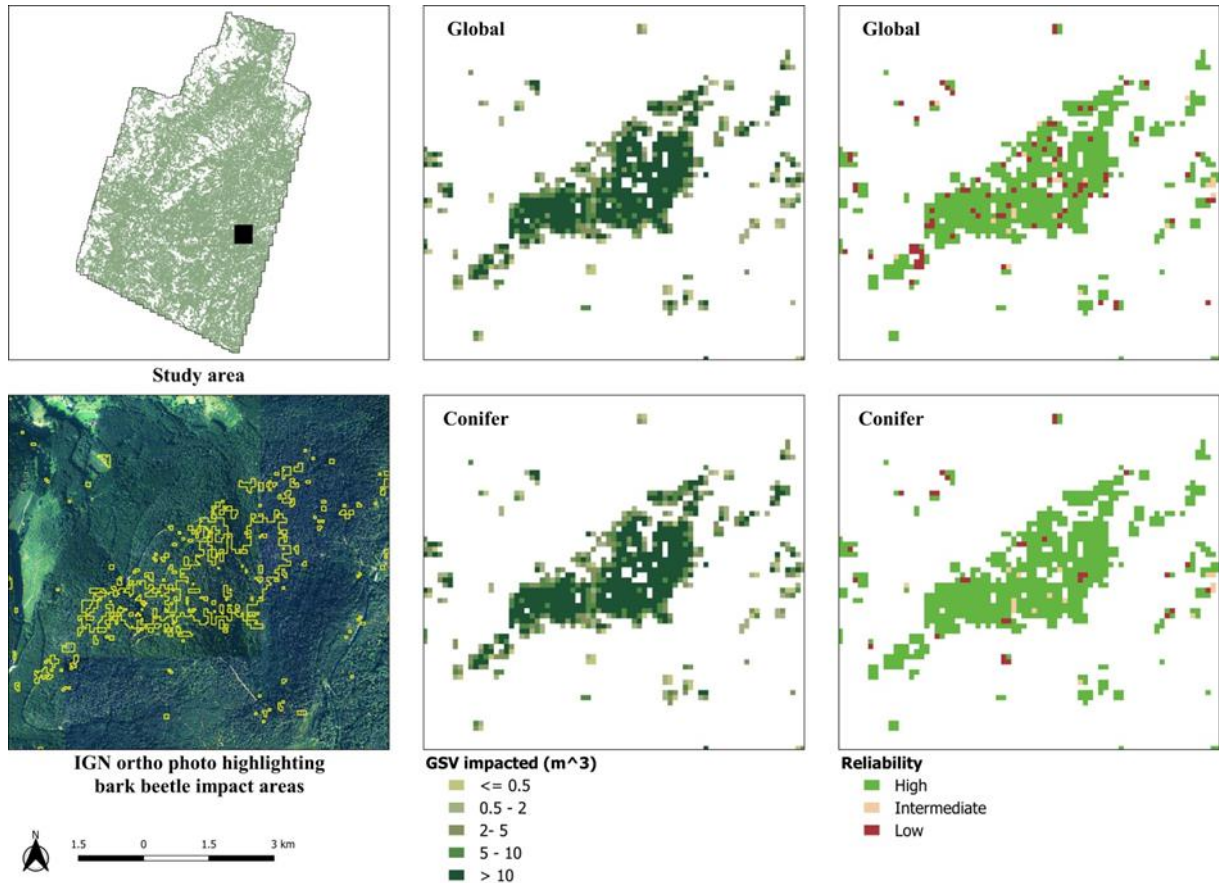 Global
Global
Study area
Conifer
Conifer
IGN ortho photo highlighting
bark beetle impact areas
GSV impacted (m^3)
<= 0.5
0.5 - 2
2- 5
5 - 10
> 10
Reliability
High
Intermediate
Low
N
1.5 0 1.5 3 km